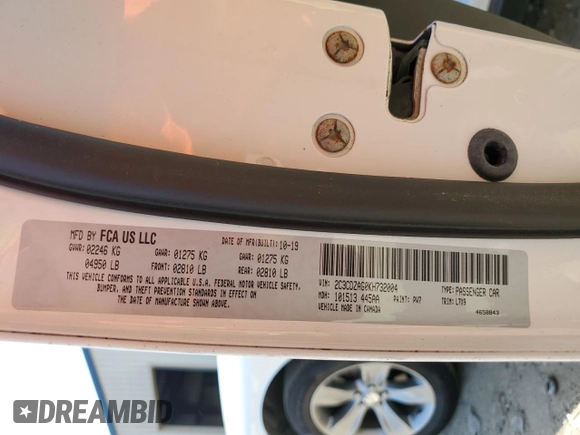 MFD BY FCA US LLC
DATE OF MFR(BUILT): 10-19
GVWR: 02246 KG GAWR: 01275 KG GAWR: 01275 KG
04950 LB FRONT: 02810 LB REAR: 02810 LB
THIS VEHICLE CONFORMS TO ALL APPLICABLE U.S.A. FEDERAL MOTOR VEHICLE SAFETY,
BUMPER, AND THEFT PREVENTION STANDARDS IN EFFECT ON
THE DATE OF MANUFACTURE SHOWN ABOVE.
VIN: 2C3CDZAG0KH732004
TYPE: PASSENGER CAR
MDH: 101513 445AA PAINT: PW7 TRIM: L7X9
VEHICLE MADE IN CANADA
4658843
DREAMBID